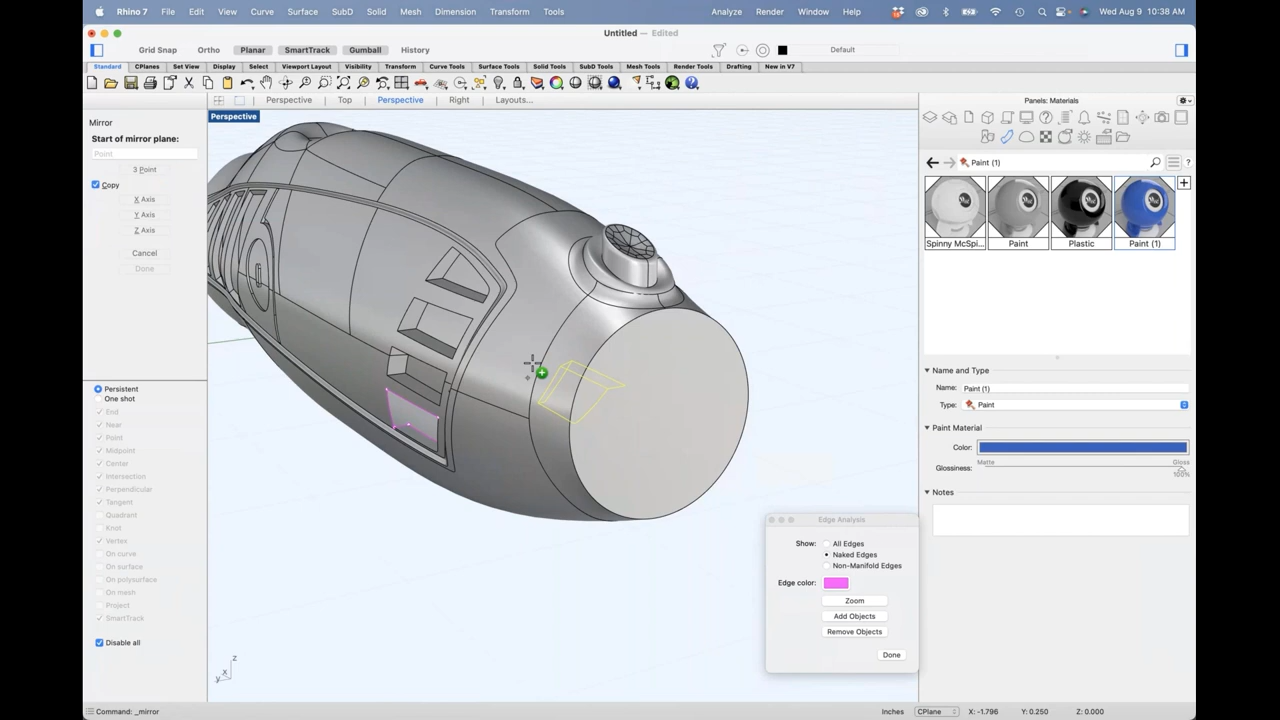 Rhino 7 File Edit View Curve Surface SubD Solid Mesh Dimension Transform Tools Analyze Render Window Help Wed Aug 9 10:38 AM
Untitled — Edited
Grid Snap Ortho Planar SmartTrack Gumball History Default
Standard CPlanes Set View Display Select Viewport Layout Visibility Transform Curve Tools Surface Tools Solid Tools SubD Tools Mesh Tools Render Tools Drafting New in V7
Perspective Top Perspective Right Layouts...
Panels: Materials
Perspective
Mirror
Start of mirror plane:
Point
3 Point
Copy
X Axis
Y Axis
Z Axis
Cancel
Done
Persistent
One shot
End
Near
Point
Midpoint
Center
Intersection
Perpendicular
Tangent
Quadrant
Knot
Vertex
On curve
On surface
On polysurface
On mesh
Project
SmartTrack
Disable all
z
x
y
Edge Analysis
Show: All Edges
Naked Edges
Non-Manifold Edges
Edge color:
Zoom
Add Objects
Remove Objects
Done
Paint (1)
?
Spinny McSpi... Paint Plastic Paint (1)
Name and Type
Name: Paint (1)
Type: Paint
Paint Material
Color:
Matte Gloss
Glossiness:
100%
Notes
Command: _mirror Inches CPlane X: -1.796 Y: 0.250 Z: 0.000